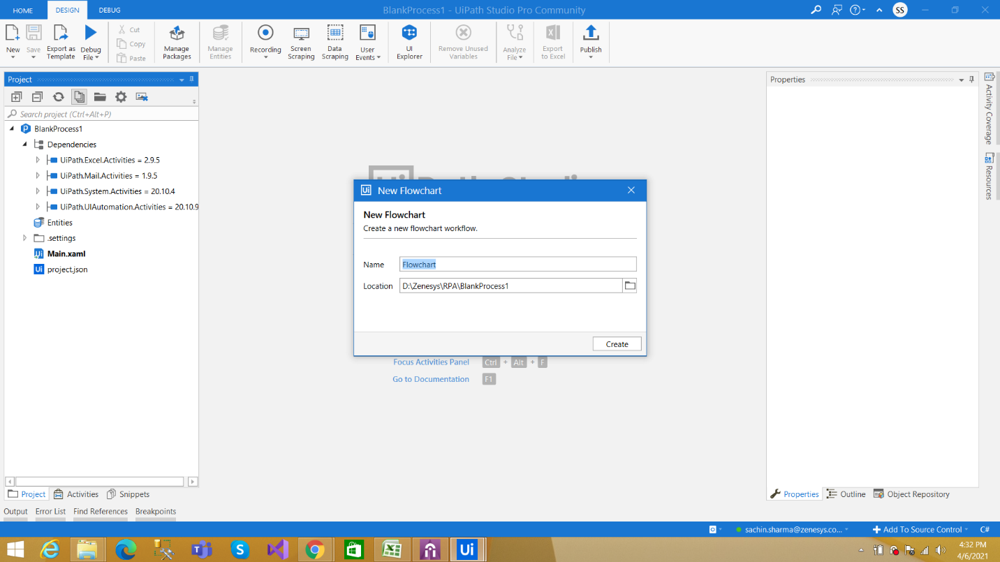 HOME DESIGN DEBUG BlankProcess1 - UiPath Studio Pro Community SS
New Save Export as Template Debug File Cut Copy Paste Manage Packages Manage Entities Recording Screen Scraping Data Scraping User Events UI Explorer Remove Unused Variables Analyze File Export to Excel Publish
Project
Search project (Ctrl+Alt+P)
BlankProcess1
Dependencies
UiPath.Excel.Activities = 2.9.5
UiPath.Mail.Activities = 1.9.5
UiPath.System.Activities = 20.10.4
UiPath.UIAutomation.Activities = 20.10.9
Entities
.settings
Main.xaml
project.json
New Flowchart
New Flowchart
Create a new flowchart workflow.
Name Flowchart
Location D:\Zenesys\RPA\BlankProcess1
Create
Focus Activities Panel Ctrl + Alt + F
Go to Documentation F1
Properties
Activity Coverage
Resources
Project Activities Snippets
Properties Outline Object Repository
Output Error List Find References Breakpoints
sachin.sharma@zenesys.co... Add To Source Control C#
4:32 PM
4/6/2021